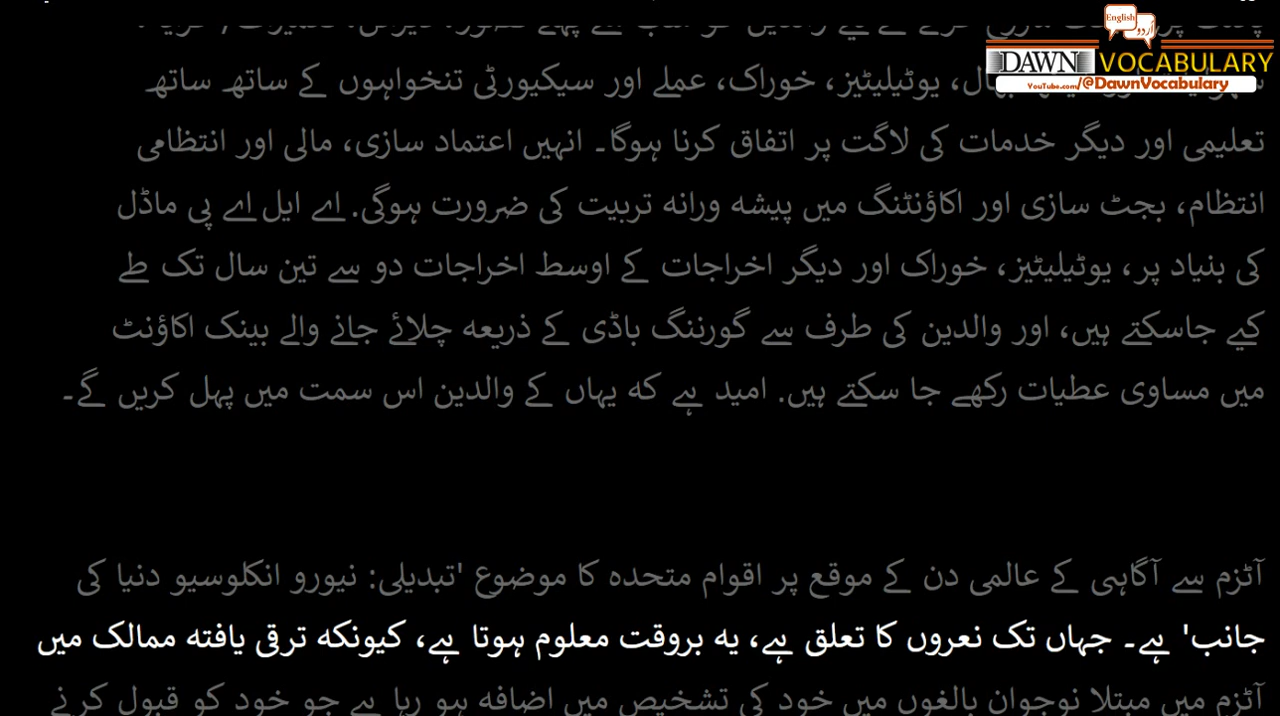 English
اُردو
DAWN VOCABULARY
YouTube.com/@DawnVocabulary
یوٹیلیٹیز، خوراک، عملے اور سیکیورٹی تنخواہوں کے ساتھ ساتھ
تعلیمی اور دیگر خدمات کی لاگت پر اتفاق کرنا ہوگا۔ انہیں اعتماد سازی، مالی اور انتظامی
انتظام، بجٹ سازی اور اکاؤنٹنگ میں پیشہ ورانہ تربیت کی ضرورت ہوگی. اے ایل اے پی ماڈل
کی بنیاد پر، یوٹیلیٹیز، خوراک اور دیگر اخراجات کے اوسط اخراجات دو سے تین سال تک طے
کیے جاسکتے ہیں، اور والدین کی طرف سے گورننگ باڈی کے ذریعہ چلائے جانے والے بینک اکاؤنٹ
میں مساوی عطیات رکھے جا سکتے ہیں. امید ہے کہ یہاں کے والدین اس سمت میں پہل کریں گے۔
آٹزم سے آگاہی کے عالمی دن کے موقع پر اقوام متحدہ کا موضوع 'تبدیلی: نیورو انکلوسیو دنیا کی
جانب' ہے۔ جہاں تک نعروں کا تعلق ہے، یہ بروقت معلوم ہوتا ہے، کیونکہ ترقی یافتہ ممالک میں
آٹزم میں مبتلا نوجوان بالغوں میں خود کی تشخیص میں اضافہ ہو رہا ہے جو خود کو قبول کرنے